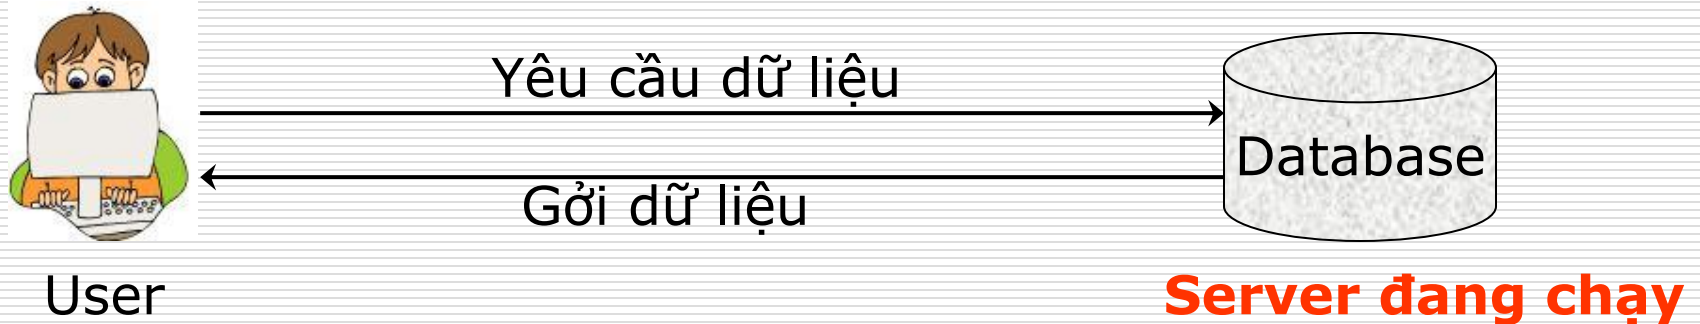 Yêu cầu dữ liệu
Database
Gởi dữ liệu
User
Server đang chạy